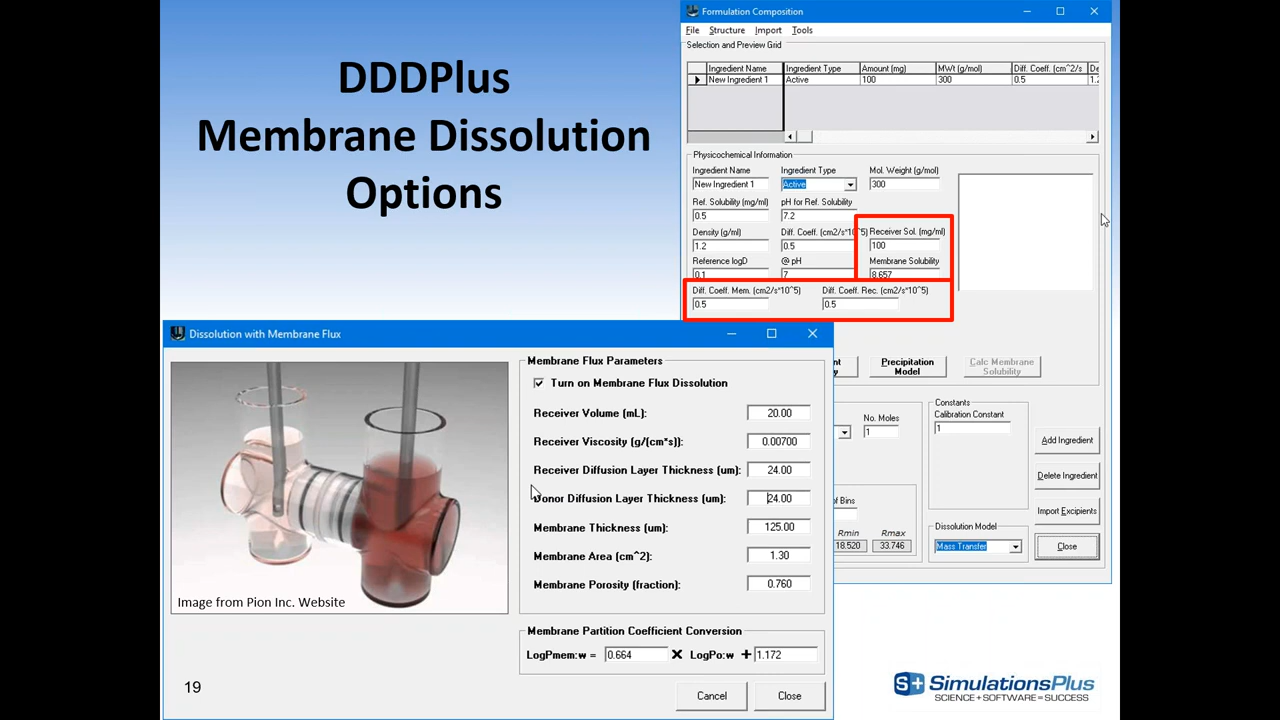 DDDPlus
Membrane Dissolution
Options
Formulation Composition
File Structure Import Tools
Selection and Preview Grid
Ingredient Name Ingredient Type Amount (mg) MWt (g/mol) Diff. Coeff. (cm^2/s De
New Ingredient 1 Active 100 300 0.5 1.2
Physicochemical Information
Ingredient Name Ingredient Type Mol. Weight (g/mol)
New Ingredient 1 Active 300
Ref. Solubility (mg/ml) pH for Ref. Solubility
0.5 7.2
Density (g/ml) Diff. Coeff. (cm2/s*10^5) Receiver Sol. (mg/ml)
1.2 0.5 100
Reference logD @ pH Membrane Solubility
0.1 7 8.657
Diff. Coeff. Mem. (cm2/s*10^5) Diff. Coeff. Rec. (cm2/s*10^5)
0.5 0.5
Precipitation Model
Calc Membrane Solubility
No. Moles
1
Constants
Calibration Constant
1
Add Ingredient
Delete Ingredient
Import Excipients
of Bins
Rmin Rmax
18.520 33.746
Dissolution Model
Mass Transfer
Close
Dissolution with Membrane Flux
Image from Pion Inc. Website
Membrane Flux Parameters
Turn on Membrane Flux Dissolution
Receiver Volume (mL): 20.00
Receiver Viscosity (g/(cm*s)): 0.00700
Receiver Diffusion Layer Thickness (um): 24.00
Donor Diffusion Layer Thickness (um): 24.00
Membrane Thickness (um): 125.00
Membrane Area (cm^2): 1.30
Membrane Porosity (fraction): 0.760
Membrane Partition Coefficient Conversion
LogPmem:w = 0.664 X LogPo:w + 1.172
Cancel Close
19
S+ SimulationsPlus
SCIENCE + SOFTWARE = SUCCESS